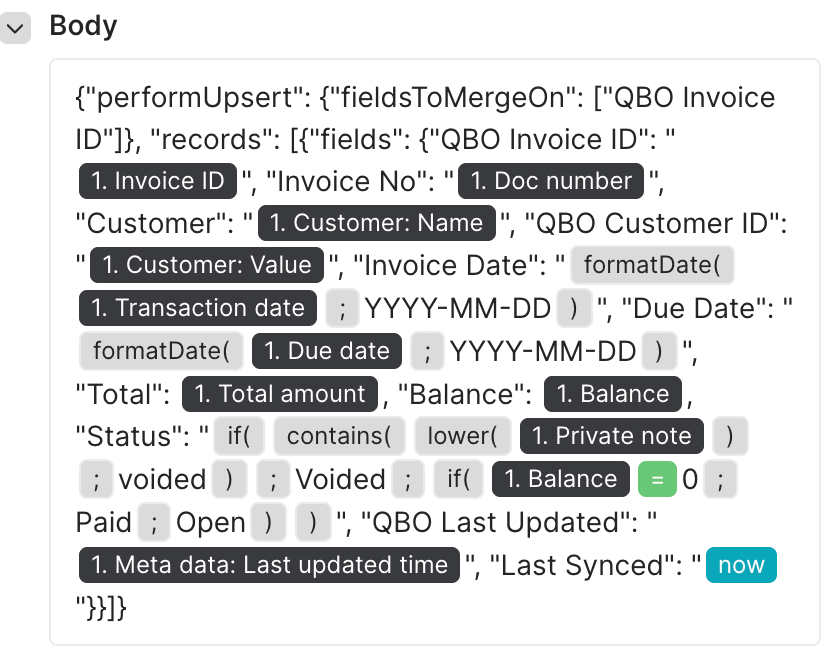 Body
{"performUpsert": {"fieldsToMergeOn": ["QBO Invoice
ID"]}, "records": [{"fields": {"QBO Invoice ID": "
1. Invoice ID ", "Invoice No": " 1. Doc number ",
"Customer": " 1. Customer: Name ", "QBO Customer ID":
" 1. Customer: Value ", "Invoice Date": " formatDate(
1. Transaction date ; YYYY-MM-DD ) ", "Due Date": "
formatDate( 1. Due date ; YYYY-MM-DD ) ",
"Total": 1. Total amount , "Balance": 1. Balance ,
"Status": " if( contains( lower( 1. Private note )
; voided ) ; Voided ; if( 1. Balance = 0 ;
Paid ; Open ) ) ", "QBO Last Updated": "
1. Meta data: Last updated time ", "Last Synced": " now
"}}]}